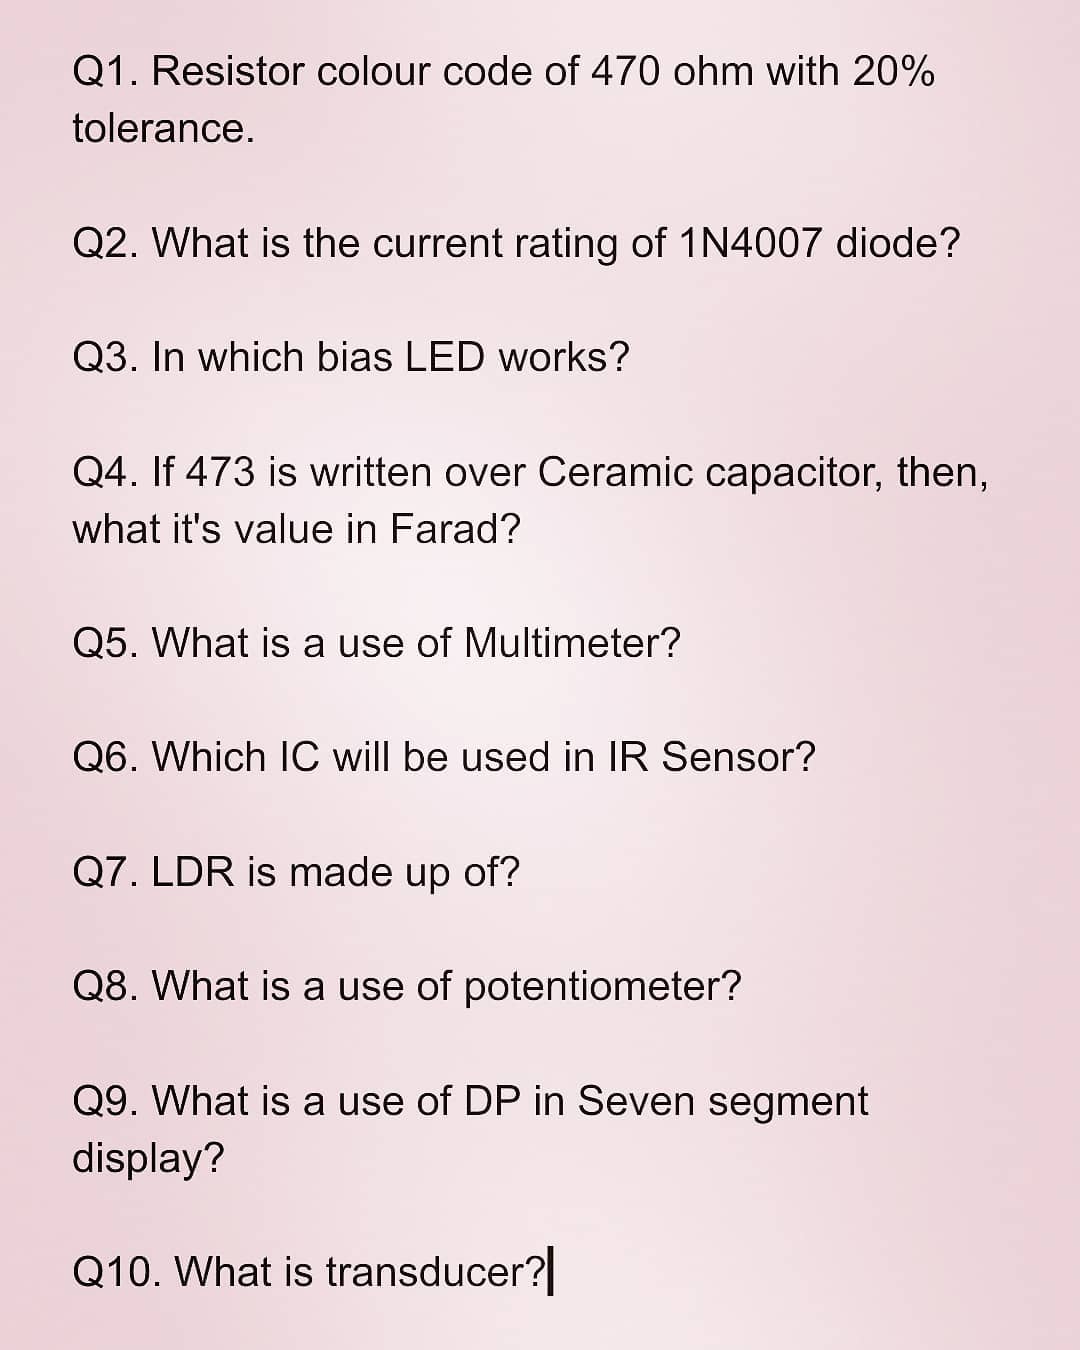 Q1. Resistor colour code of 470 ohm with 20%
tolerance.
Q2. What is the current rating of 1N4007 diode?
Q3. In which bias LED works?
Q4. If 473 is written over Ceramic capacitor, then,
what it's value in Farad?
Q5. What is a use of Multimeter?
Q6. Which IC will be used in IR Sensor?
Q7. LDR is made up of?
Q8. What is a use of potentiometer?
Q9. What is a use of DP in Seven segment
display?
Q10. What is transducer?